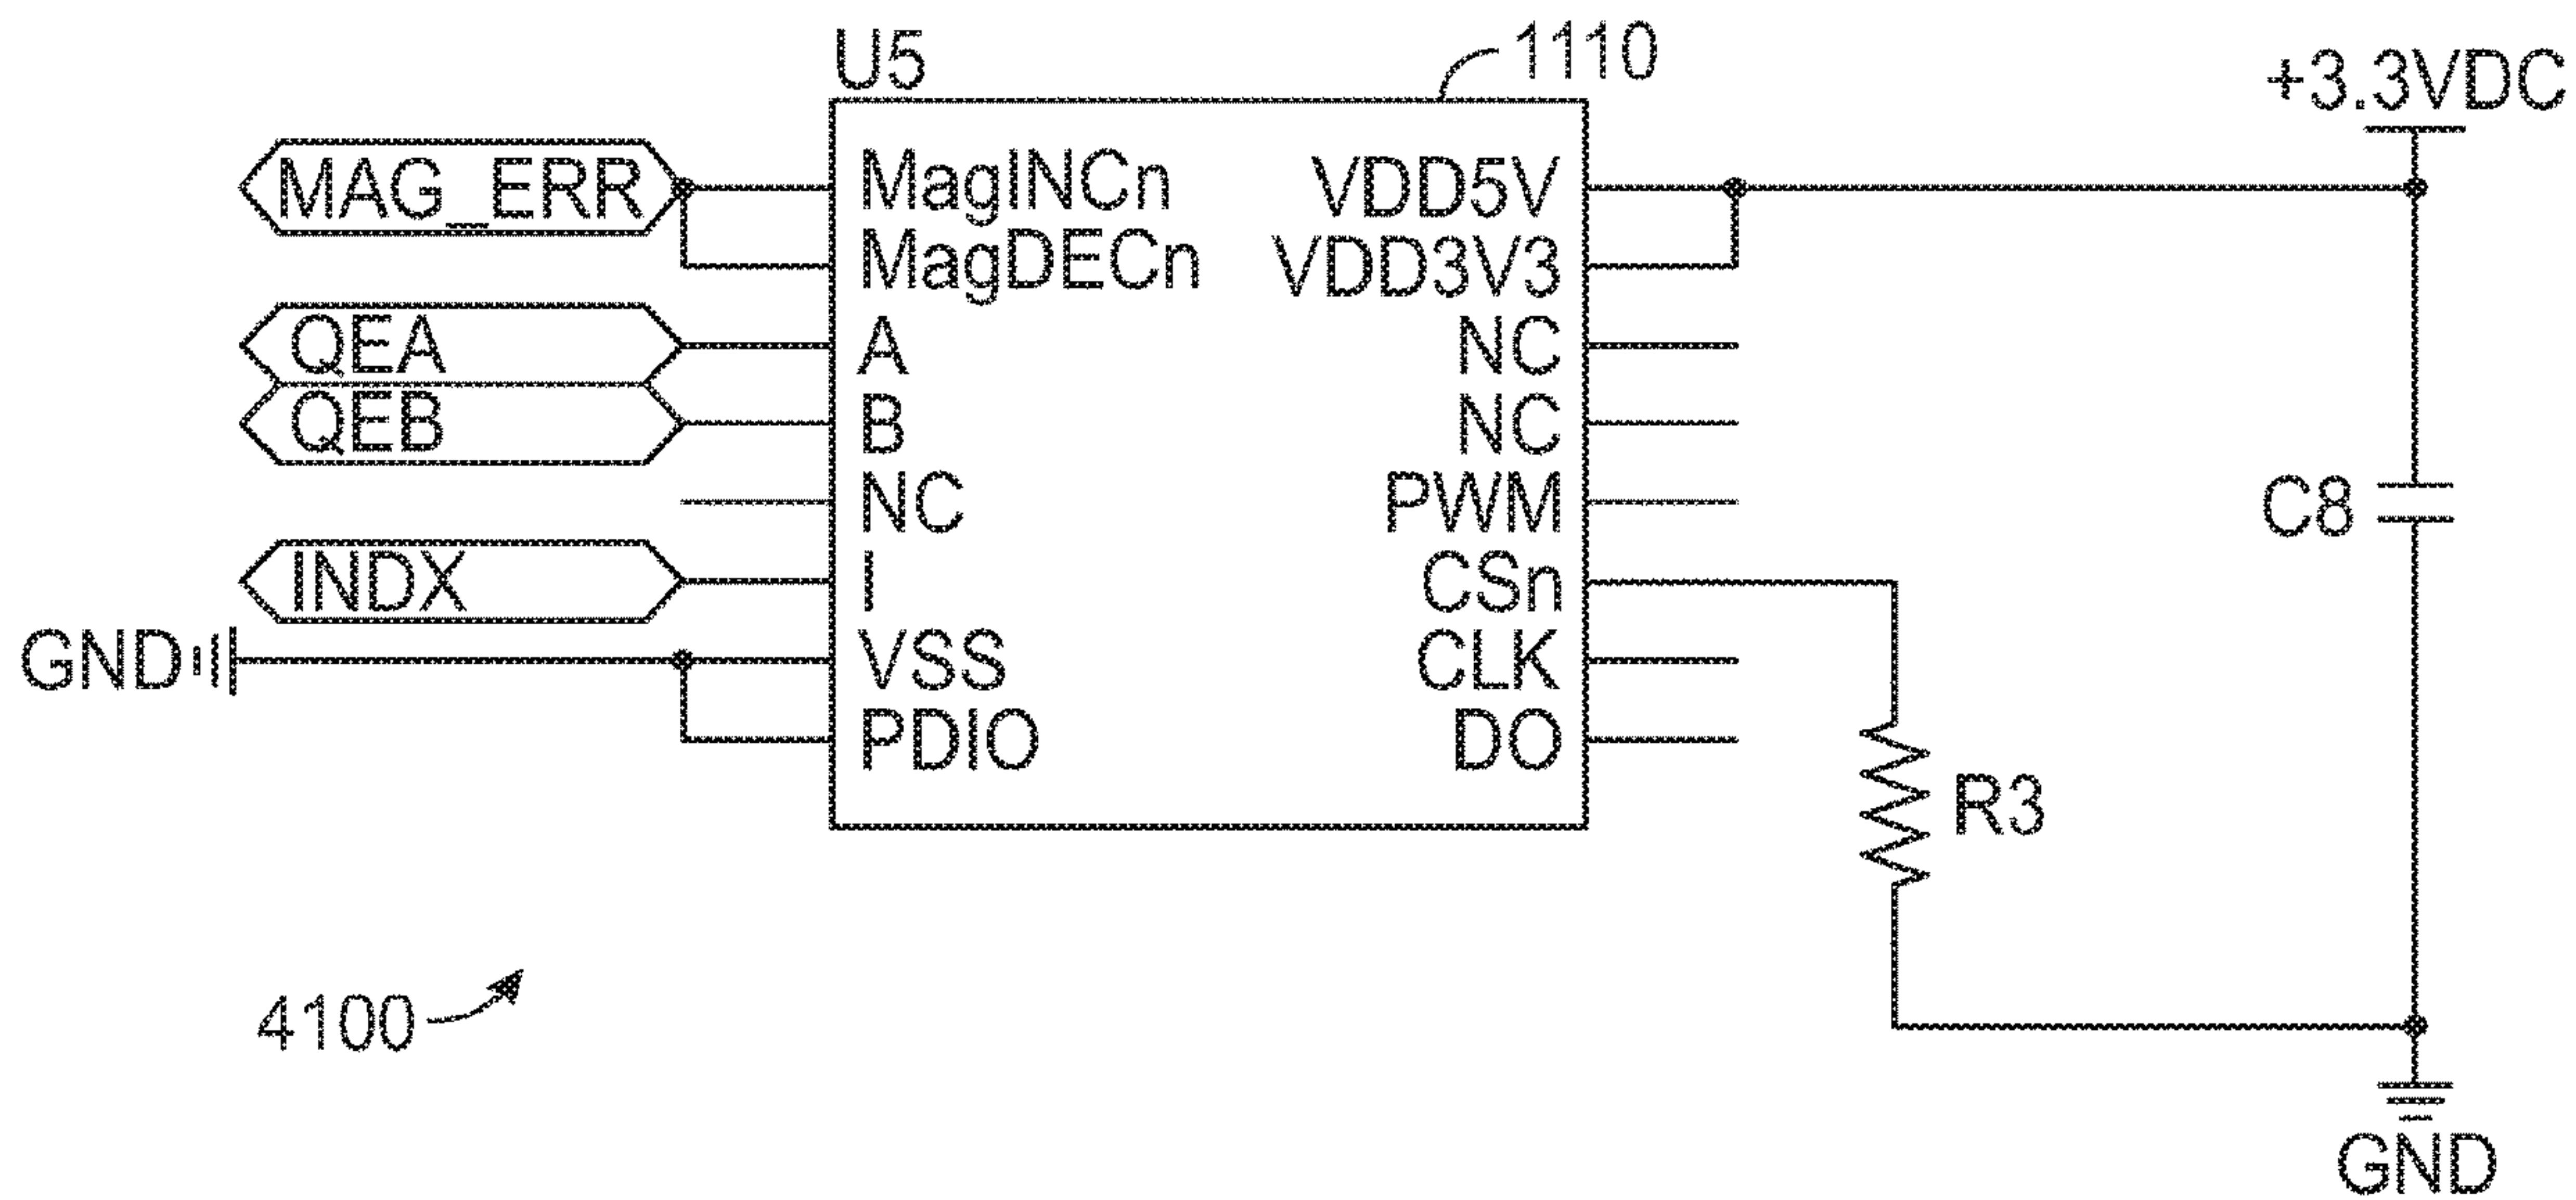 U5
1110
+3.3VDC
MAG_ERR
MagINCn
VDD5V
MagDECn
VDD3V3
QEA
A
NC
QEB
B
NC
NC
PWM
C8
INDX
I
CSn
GND
VSS
CLK
PDIO
DO
R3
4100
GND